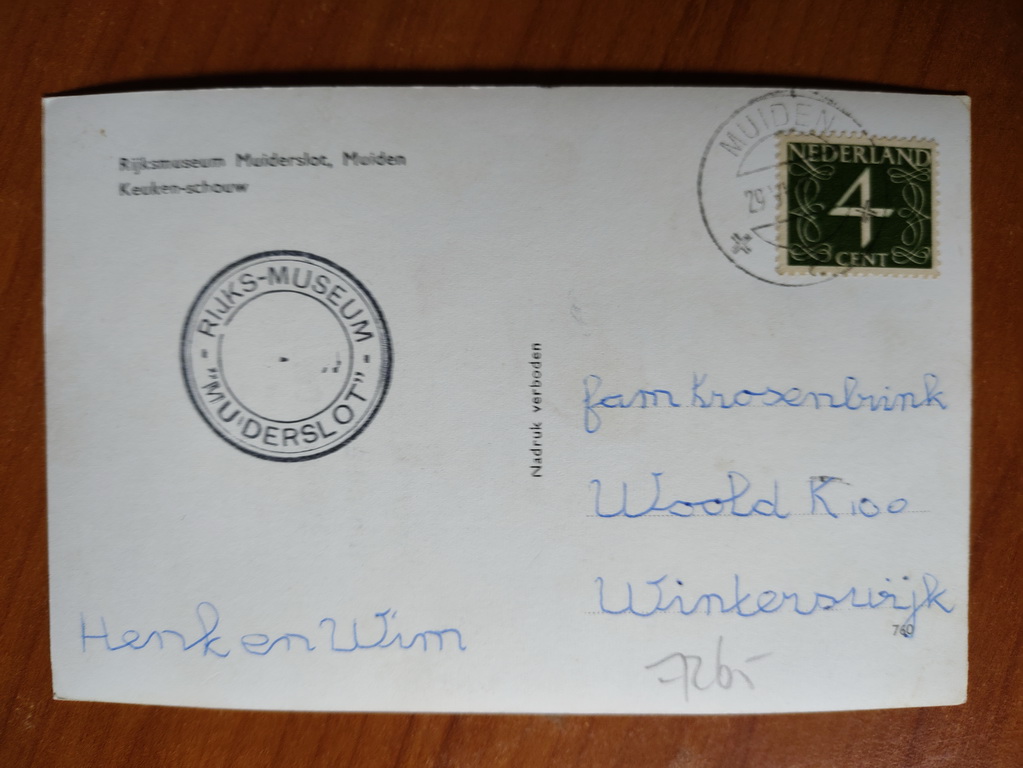 Rijksmuseum Muiderslot, Muiden
Keuken-schouw
MUIDEN
29
NEDERLAND
4
CENT
RIJKS-MUSEUM
"MUIDERSLOT"
Nadruk verboden
fam Krosenbrink
Woold K100
Winterswijk
760
Henk en Wim